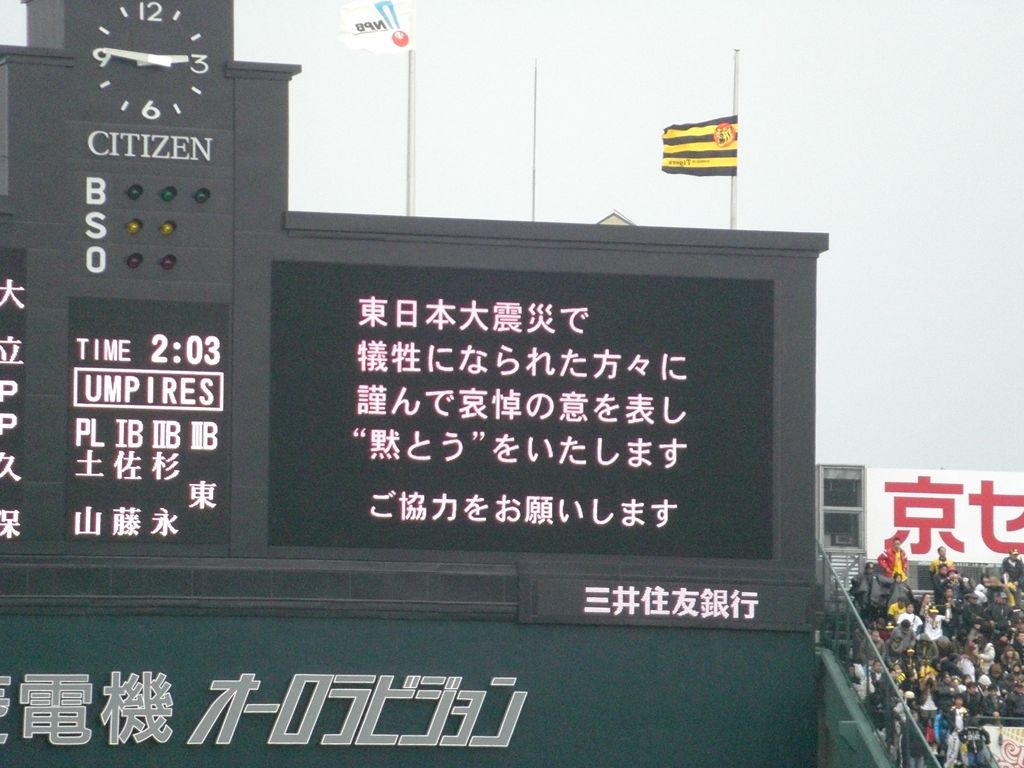 NPB
12
9 3
6
CITIZEN
B
S
O
Tigers
大
立
P
P
久
保
TIME 2:03
UMPIRES
PL ⅠB ⅡB ⅢB
土 佐 杉 東
山 藤 永
東日本大震災で
犠牲になられた方々に
謹んで哀悼の意を表し
“黙とう”をいたします
ご協力をお願いします
三井住友銀行
菱電機 オーロラビジョン
京セ